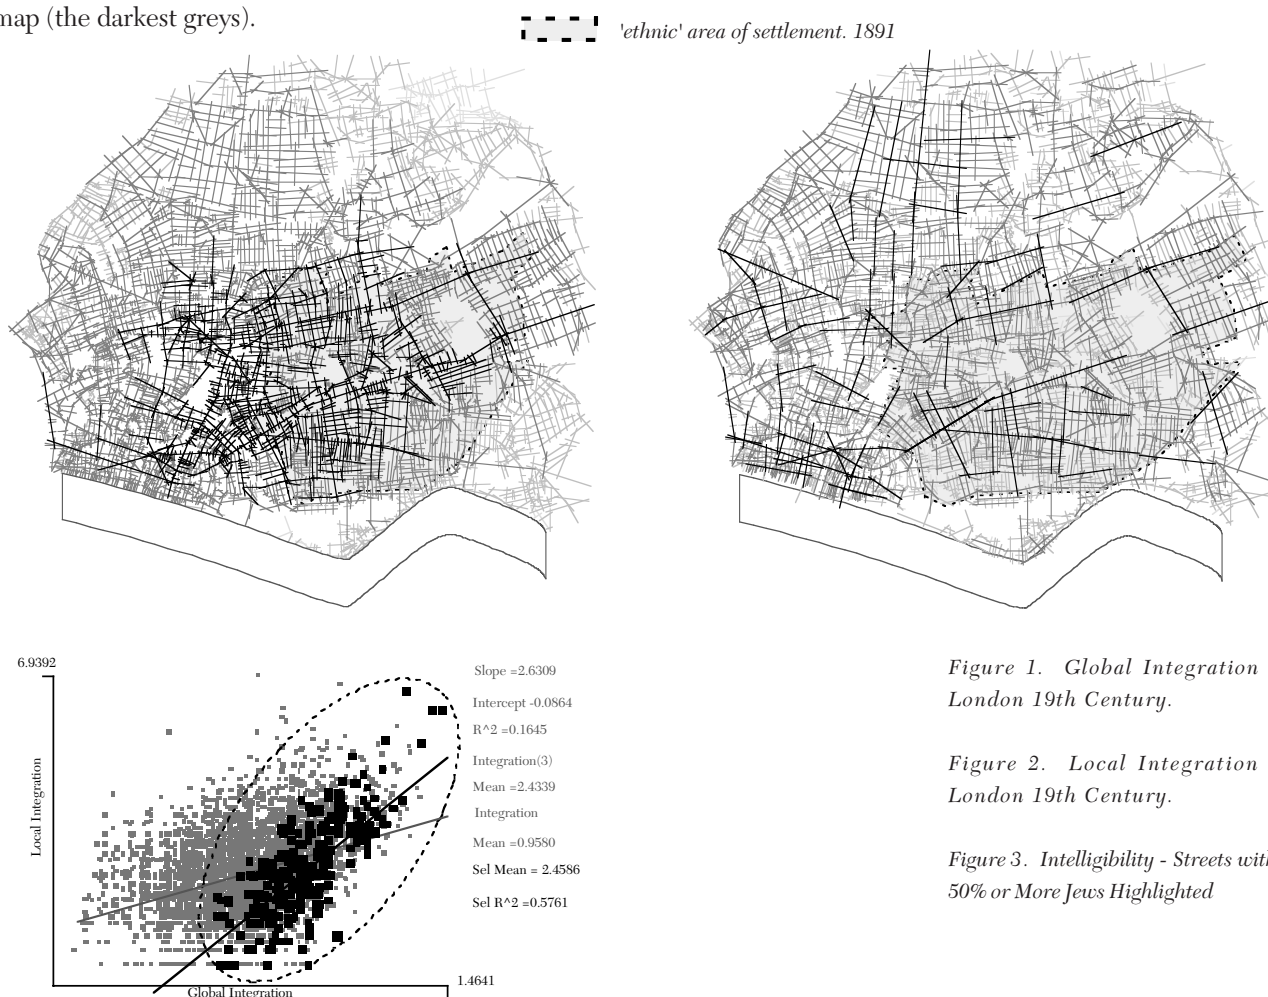 map (the darkest greys).
'ethnic' area of settlement. 1891
6.9392
Local Integration
Global Integration
1.4641
Slope =2.6309
Intercept -0.0864
R^2 =0.1645
Integration(3)
Mean =2.4339
Integration
Mean =0.9580
Sel Mean = 2.4586
Sel R^2 =0.5761
Figure 1. Global Integration
London 19th Century.
Figure 2. Local Integration
London 19th Century.
Figure 3. Intelligibility - Streets with
50% or More Jews Highlighted